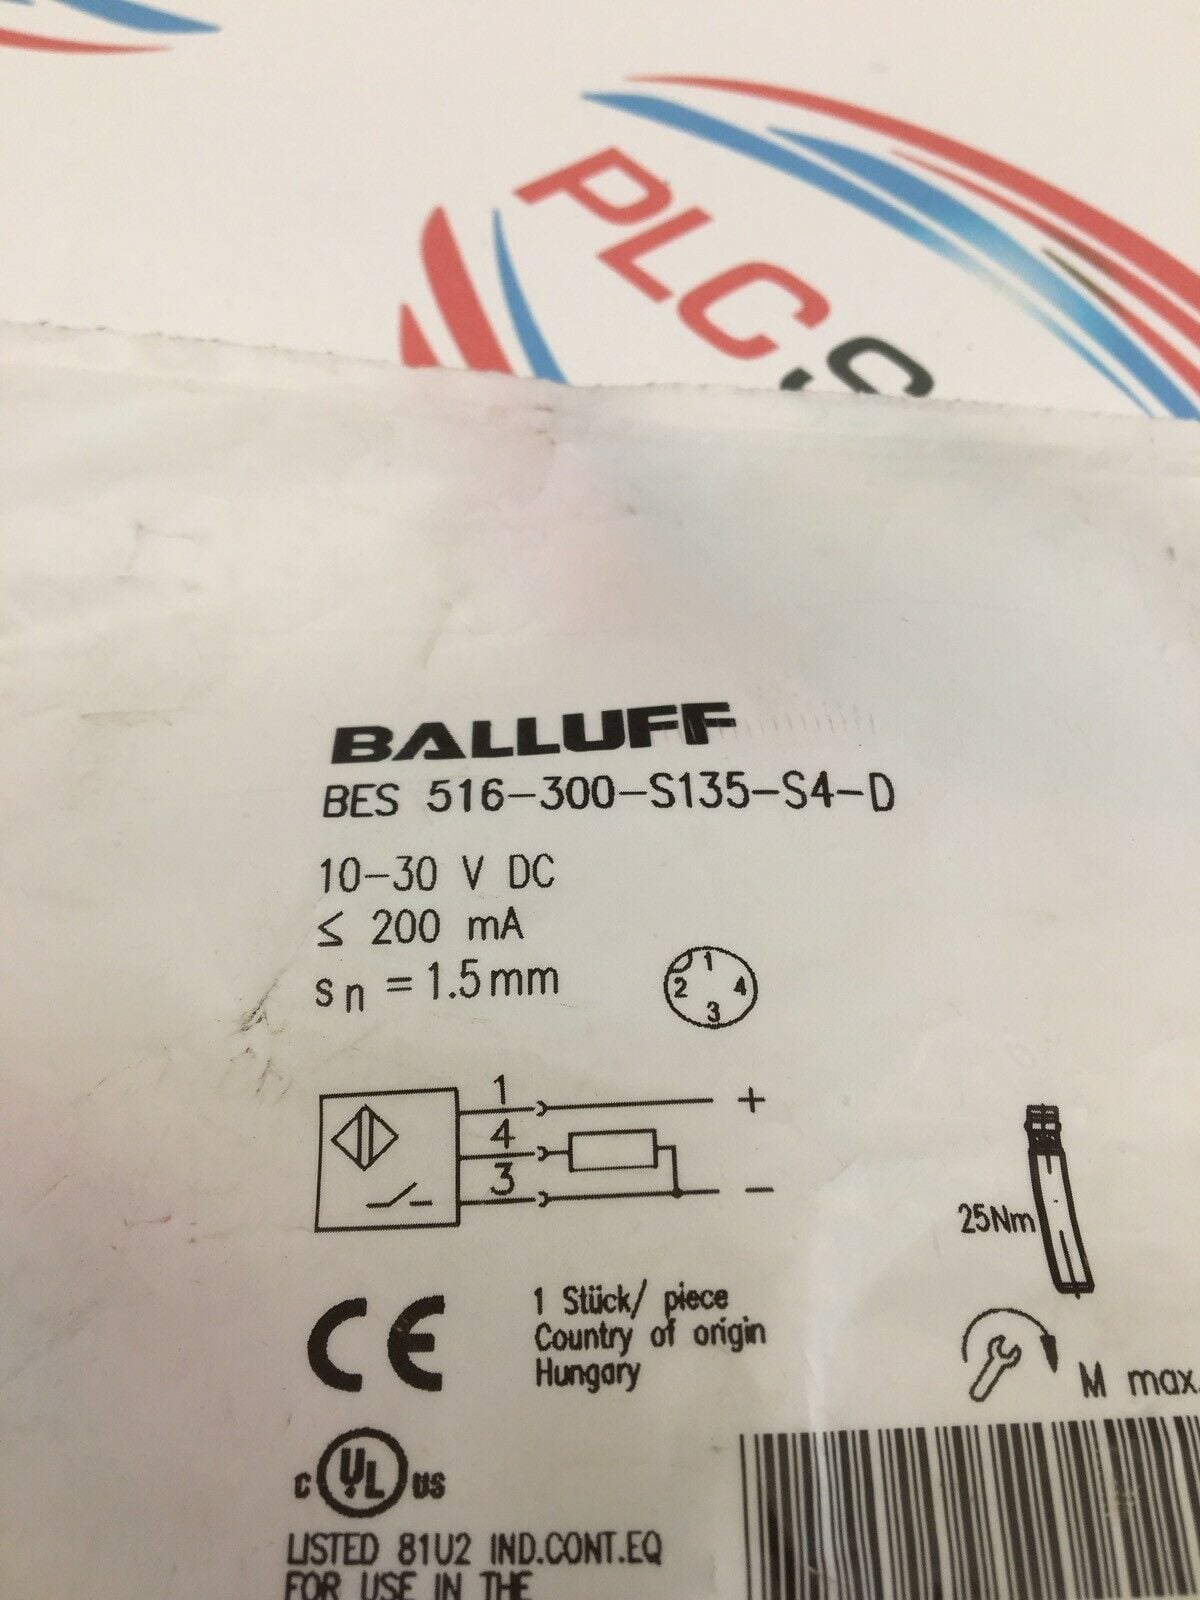 PLC
BALLUFF
BES 516-300-S135-S4-D
10-30 V DC
≤ 200 mA
sn = 1.5mm
1
2
4
3
1
+
4
3
-
25Nm
1 Stück/ piece
Country of origin
Hungary
M max.
CE
C UL US
LISTED 81U2 IND.CONT.EQ
FOR USE IN THE